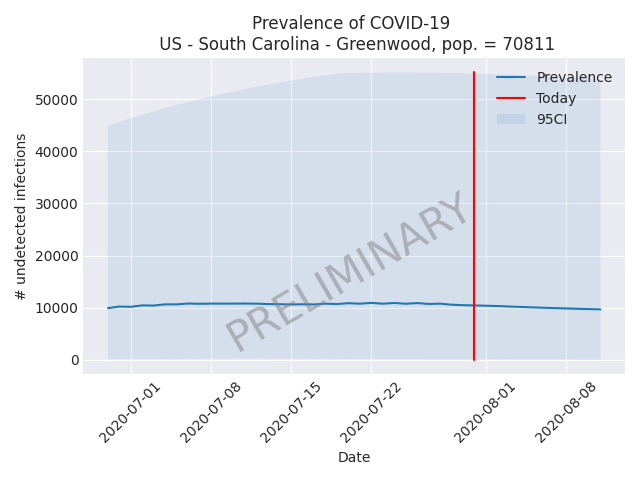 Prevalence of COVID-19
US - South Carolina - Greenwood, pop. = 70811
Prevalence
Today
95CI
PRELIMINARY
# undetected infections
50000
40000
30000
20000
10000
0
2020-07-01
2020-07-08
2020-07-15
2020-07-22
2020-08-01
2020-08-08
Date